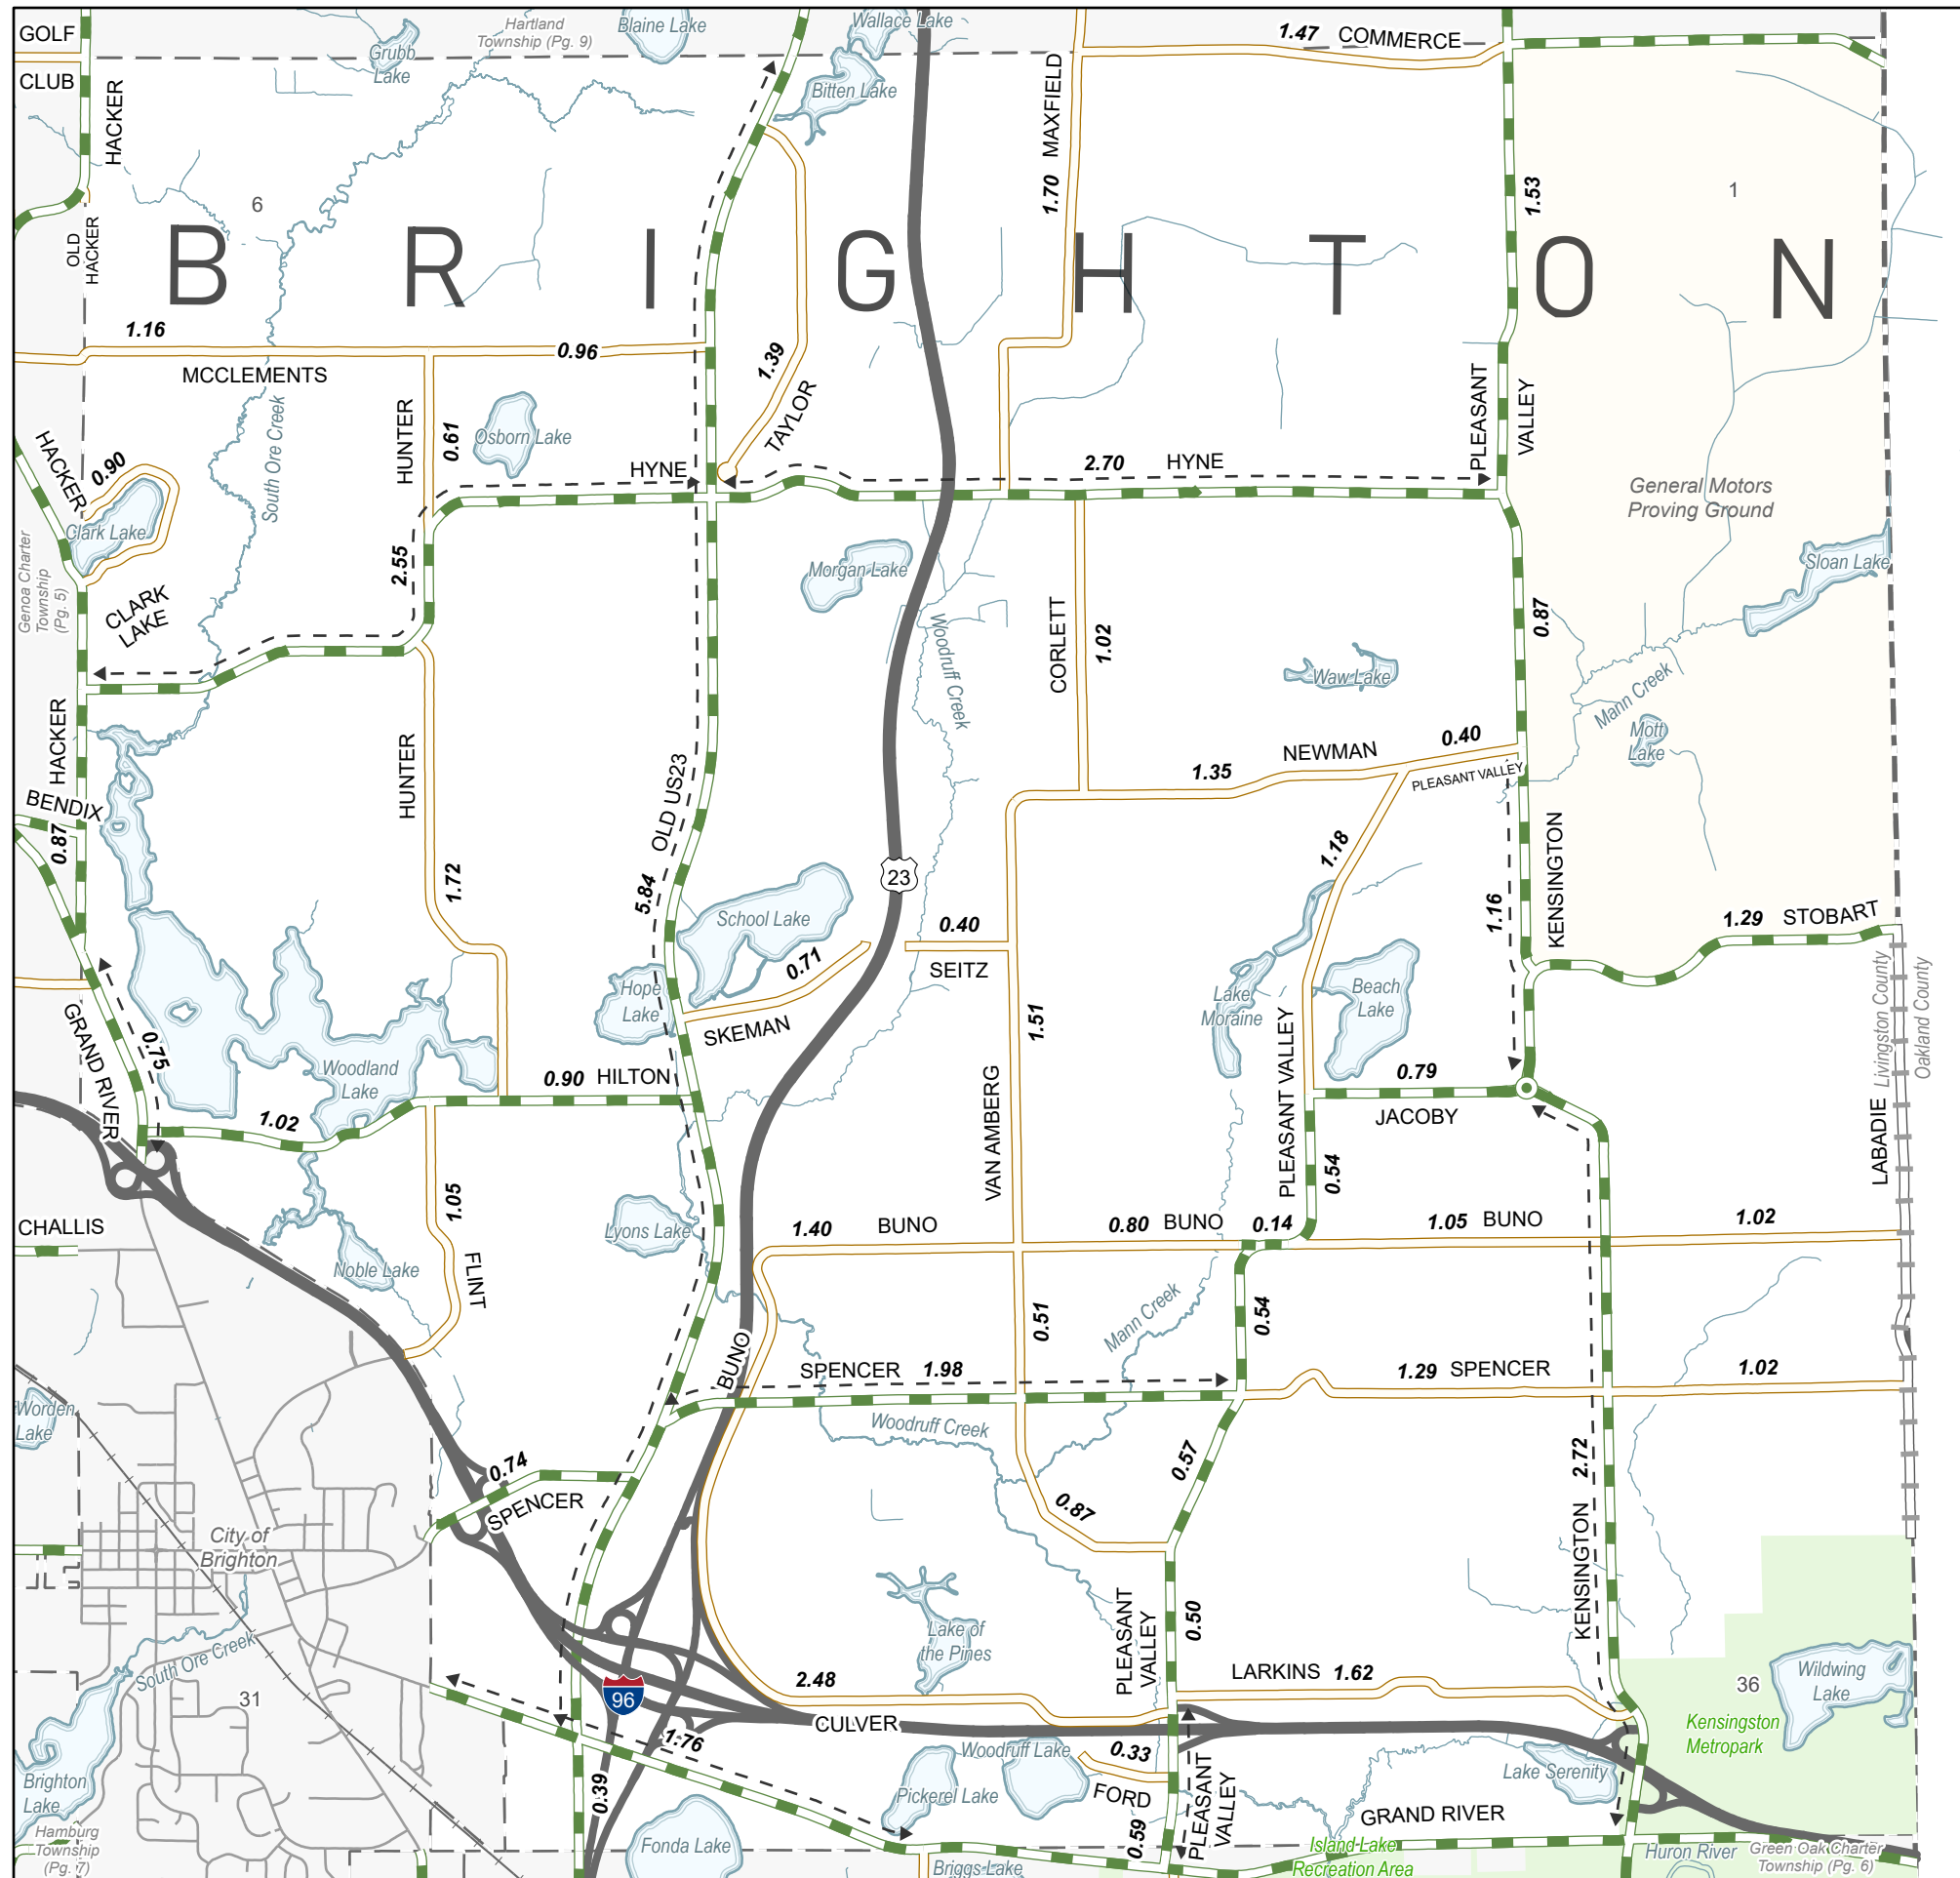 GOLF
CLUB
HACKER
Grubb
Lake
Hartland
Township (Pg. 9)
Blaine Lake
Wallace Lake
Bitten Lake
1.47 COMMERCE
MAXFIELD
1.70
1.53
6
1
OLD
HACKER
B R I G H T O N
1.16
MCCLEMENTS
0.96
1.39
TAYLOR
HUNTER
0.61
Osborn Lake
South Ore Creek
HACKER
0.90
Clark Lake
CLARK
LAKE
Genoa Charter
Township
(Pg. 5)
2.55
HYNE
2.70 HYNE
PLEASANT
VALLEY
General Motors
Proving Ground
Sloan Lake
Morgan Lake
Woodruff Creek
CORLETT
1.02
0.87
Waw Lake
Mann Creek
Mott
Lake
HACKER
HUNTER
OLD US23
NEWMAN
0.40
PLEASANT VALLEY
1.35
BENDIX
0.87
1.72
5.84
23
1.18
1.16
KENSINGTON
School Lake
0.71
0.40
SEITZ
1.29 STOBART
Hope
Lake
SKEMAN
Lake
Moraine
Beach
Lake
Livingston County
Oakland County
GRAND RIVER
0.75
Woodland
Lake
0.90 HILTON
1.51
VAN AMBERG
PLEASANT VALLEY
0.79
JACOBY
1.02
LABADIE
1.05
0.54
CHALLIS
FLINT
Lyons Lake
Noble Lake
1.40 BUNO
0.80 BUNO
0.14
1.05 BUNO
1.02
0.51
Mann Creek
0.54
BUNO
SPENCER 1.98
1.29 SPENCER
1.02
Worden
Lake
Woodruff Creek
0.74
SPENCER
0.57
2.72
0.87
City of
Brighton
KENSINGTON
Lake of
the Pines
PLEASANT
VALLEY
0.50
South Ore Creek
31
96
2.48
CULVER
LARKINS 1.62
36
Wildwing
Lake
Kensingston
Metropark
1.76
0.39
Woodruff Lake
0.33
FORD
PLEASANT
VALLEY
Lake Serenity
Pickerel Lake
Brighton
Lake
GRAND RIVER
0.59
Hamburg
Township
(Pg. 7)
Fonda Lake
Briggs Lake
Island Lake
Recreation Area
Huron River
Green Oak Charter
Township (Pg. 6)